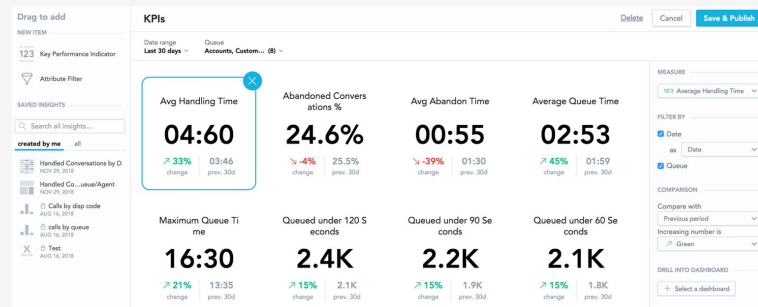 Drag to add
NEW ITEM
123 Key Performance Indicator
Attribute Filter
SAVED INSIGHTS
Search all insights...
created by me all
Handled Conversations by D
NOV 29, 2018
Handled Co...ueue/Agent
NOV 29, 2018
Calls by disp code
AUG 16, 2018
calls by queue
AUG 16, 2018
Test
AUG 16, 2018
KPIs
Delete
Cancel
Save & Publish
Date range
Last 30 days
Queue
Accounts, Custom... (8)
Avg Handling Time
04:60
33% 03:46
change prev. 30d
Abandoned Convers
ations %
24.6%
-4% 25.5%
change prev. 30d
Avg Abandon Time
00:55
-39% 01:30
change prev. 30d
Average Queue Time
02:53
45% 01:59
change prev. 30d
Maximum Queue Ti
me
16:30
21% 13:35
change prev. 30d
Queued under 120 S
econds
2.4K
15% 2.1K
change prev. 30d
Queued under 90 Se
conds
2.2K
15% 1.9K
change prev. 30d
Queued under 60 Se
conds
2.1K
15% 1.8K
change prev. 30d
MEASURE
123 Average Handling Time
FILTER BY
Date
as Date
Queue
COMPARISON
Compare with
Previous period
Increasing number is
Green
DRILL INTO DASHBOARD
+ Select a dashboard